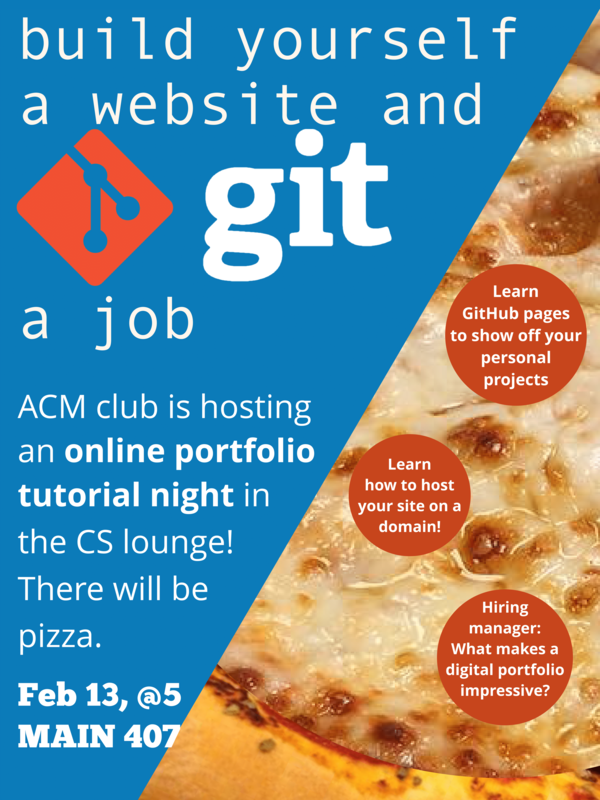 build yourself
a website and
git
a job
ACM club is hosting
an online portfolio
tutorial night in
the CS lounge!
There will be
pizza.
Feb 13, @5
MAIN 407
Learn
GitHub pages
to show off your
personal
projects
Learn
how to host
your site on a
domain!
Hiring
manager:
What makes a
digital portfolio
impressive?